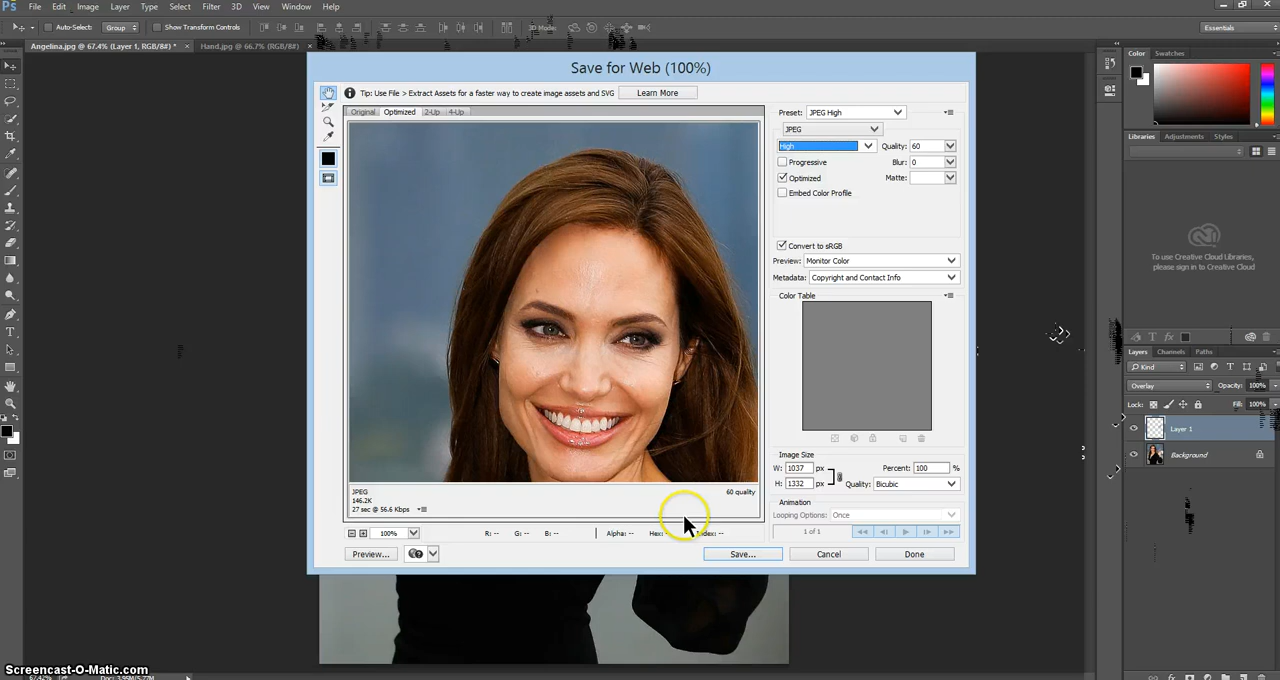 Ps File Edit Image Layer Type Select Filter 3D View Window Help
Auto-Select: Group Show Transform Controls 3D Mode: Essentials
Angelina.jpg @ 67.4% (Layer 1, RGB/8#) * Hand.jpg @ 66.7% (RGB/8#)
Save for Web (100%)
Tip: Use File > Extract Assets for a faster way to create image assets and SVG Learn More
Original Optimized 2-Up 4-Up
Preset: JPEG High
JPEG
High Quality: 60
Progressive Blur: 0
Optimized Matte:
Embed Color Profile
Convert to sRGB
Preview: Monitor Color
Metadata: Copyright and Contact Info
Color Table
Image Size
W: 1037 px Percent: 100 %
H: 1332 px Quality: Bicubic
Animation
Looping Options: Once
1 of 1
JPEG 60 quality
146.2K
27 sec @ 56.6 Kbps
100% R: -- G: -- B: -- Alpha: -- Hex: -- Index: --
Preview... Save... Cancel Done
Color Swatches
Libraries Adjustments Styles
To use Creative Cloud Libraries,
please sign in to Creative Cloud
Layers Channels Paths
Kind
Overlay Opacity: 100%
Lock: Fill: 100%
Layer 1
Background
Screencast-O-Matic.com